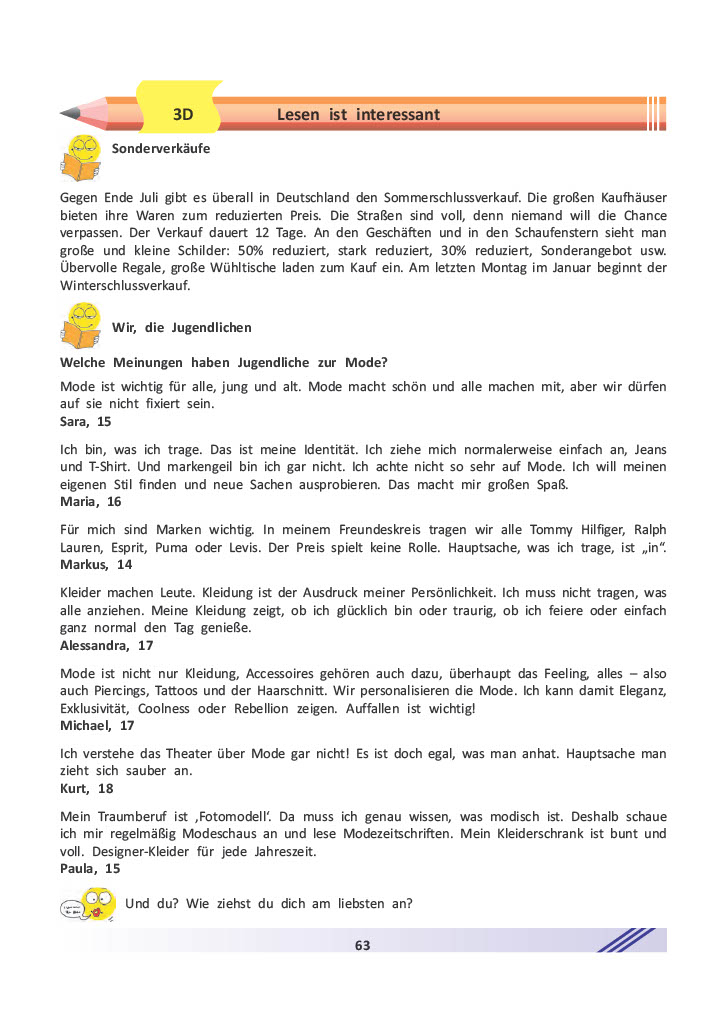 3D
Lesen ist interessant
Sonderverkäufe
Gegen Ende Juli gibt es überall in Deutschland den Sommerschlussverkauf. Die großen Kaufhäuser
bieten ihre Waren zum reduzierten Preis. Die Straßen sind voll, denn niemand will die Chance
verpassen. Der Verkauf dauert 12 Tage. An den Geschäften und in den Schaufenstern sieht man
große und kleine Schilder: 50% reduziert, stark reduziert, 30% reduziert, Sonderangebot usw.
Übervolle Regale, große Wühltische laden zum Kauf ein. Am letzten Montag im Januar beginnt der
Winterschlussverkauf.
Wir, die Jugendlichen
Welche Meinungen haben Jugendliche zur Mode?
Mode ist wichtig für alle, jung und alt. Mode macht schön und alle machen mit, aber wir dürfen
auf sie nicht fixiert sein.
Sara, 15
Ich bin, was ich trage. Das ist meine Identität. Ich ziehe mich normalerweise einfach an, Jeans
und T-Shirt. Und markengeil bin ich gar nicht. Ich achte nicht so sehr auf Mode. Ich will meinen
eigenen Stil finden und neue Sachen ausprobieren. Das macht mir großen Spaß.
Maria, 16
Für mich sind Marken wichtig. In meinem Freundeskreis tragen wir alle Tommy Hilfiger, Ralph
Lauren, Esprit, Puma oder Levis. Der Preis spielt keine Rolle. Hauptsache, was ich trage, ist „in“.
Markus, 14
Kleider machen Leute. Kleidung ist der Ausdruck meiner Persönlichkeit. Ich muss nicht tragen, was
alle anziehen. Meine Kleidung zeigt, ob ich glücklich bin oder traurig, ob ich feiere oder einfach
ganz normal den Tag genieße.
Alessandra, 17
Mode ist nicht nur Kleidung, Accessoires gehören auch dazu, überhaupt das Feeling, alles – also
auch Piercings, Tattoos und der Haarschnitt. Wir personalisieren die Mode. Ich kann damit Eleganz,
Exklusivität, Coolness oder Rebellion zeigen. Auffallen ist wichtig!
Michael, 17
Ich verstehe das Theater über Mode gar nicht! Es ist doch egal, was man anhat. Hauptsache man
zieht sich sauber an.
Kurt, 18
Mein Traumberuf ist ‚Fotomodell‘. Da muss ich genau wissen, was modisch ist. Deshalb schaue
ich mir regelmäßig Modeschaus an und lese Modezeitschriften. Mein Kleiderschrank ist bunt und
voll. Designer-Kleider für jede Jahreszeit.
Paula, 15
Und du? Wie ziehst du dich am liebsten an?
63